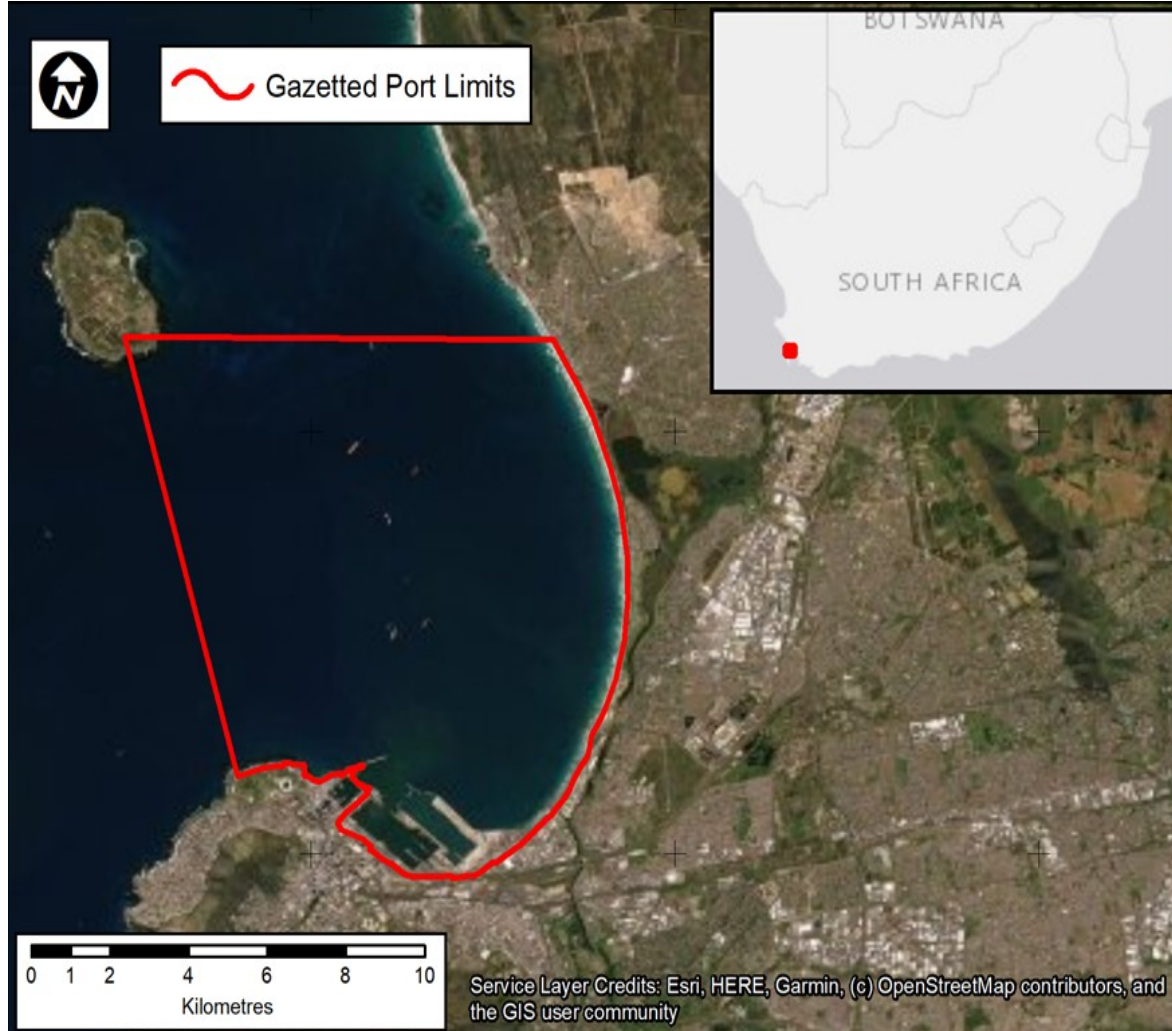 N
Gazetted Port Limits
BOTSWANA
SOUTH AFRICA
0 1 2 4 6 8 10
Kilometres
Service Layer Credits: Esri, HERE, Garmin, (c) OpenStreetMap contributors, and
the GIS user community